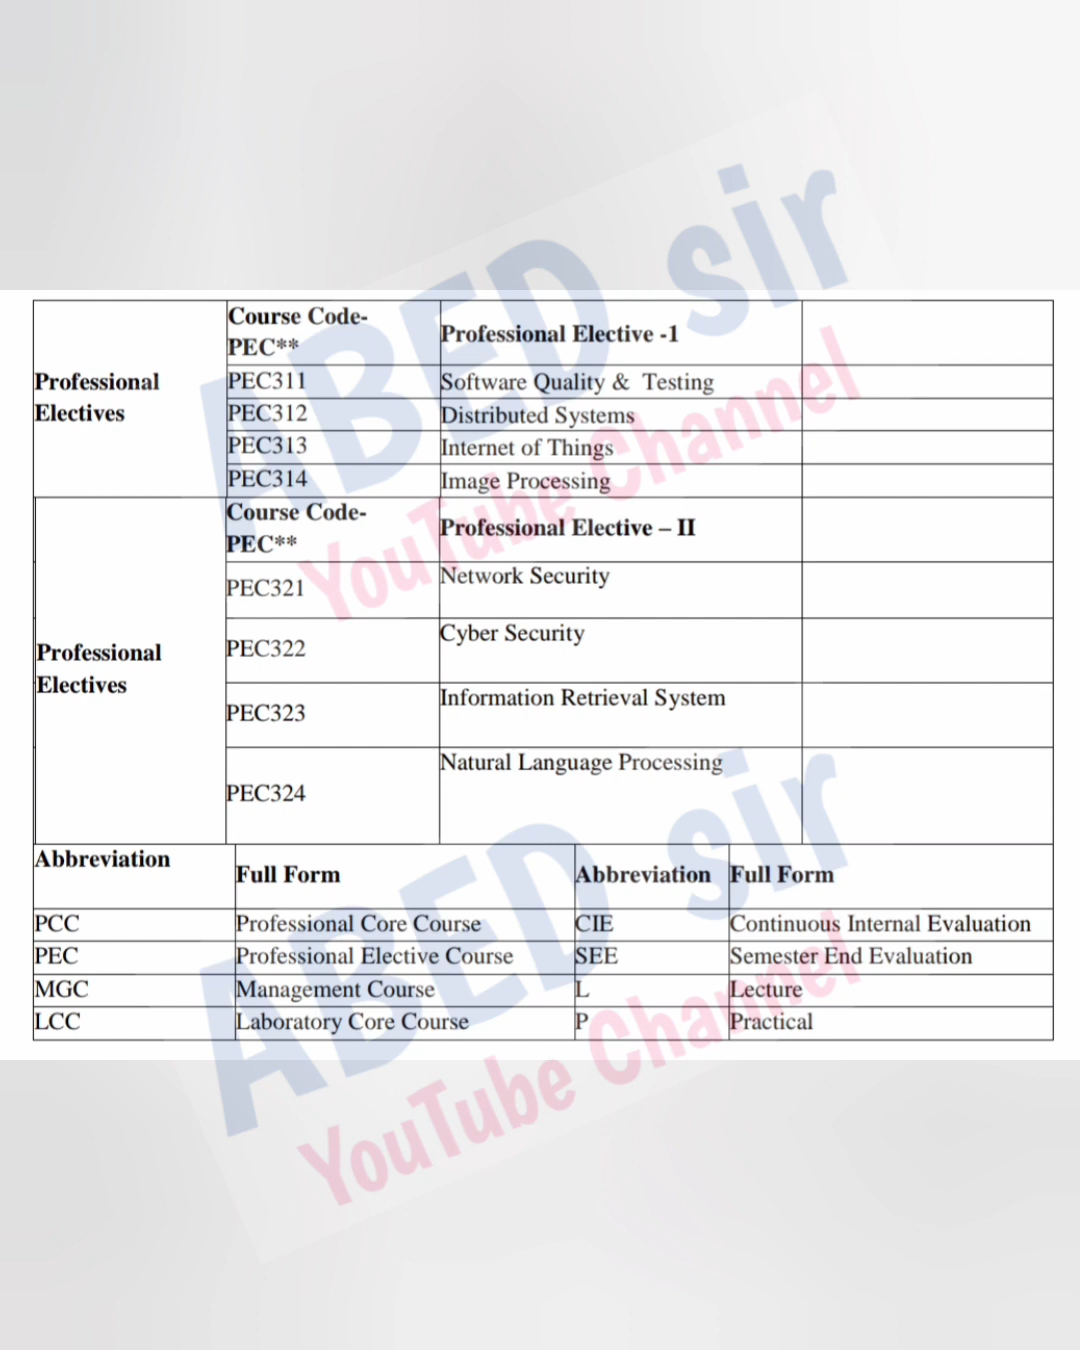 Professional Electives
Course Code- PEC** Professional Elective -1
PEC311 Software Quality & Testing
PEC312 Distributed Systems
PEC313 Internet of Things
PEC314 Image Processing
Professional Electives
Course Code- PEC** Professional Elective – II
PEC321 Network Security
PEC322 Cyber Security
PEC323 Information Retrieval System
PEC324 Natural Language Processing
Abbreviation Full Form Abbreviation Full Form
PCC Professional Core Course CIE Continuous Internal Evaluation
PEC Professional Elective Course SEE Semester End Evaluation
MGC Management Course L Lecture
LCC Laboratory Core Course P Practical
ABED sir
YouTube Channel
ABED sir
YouTube Channel